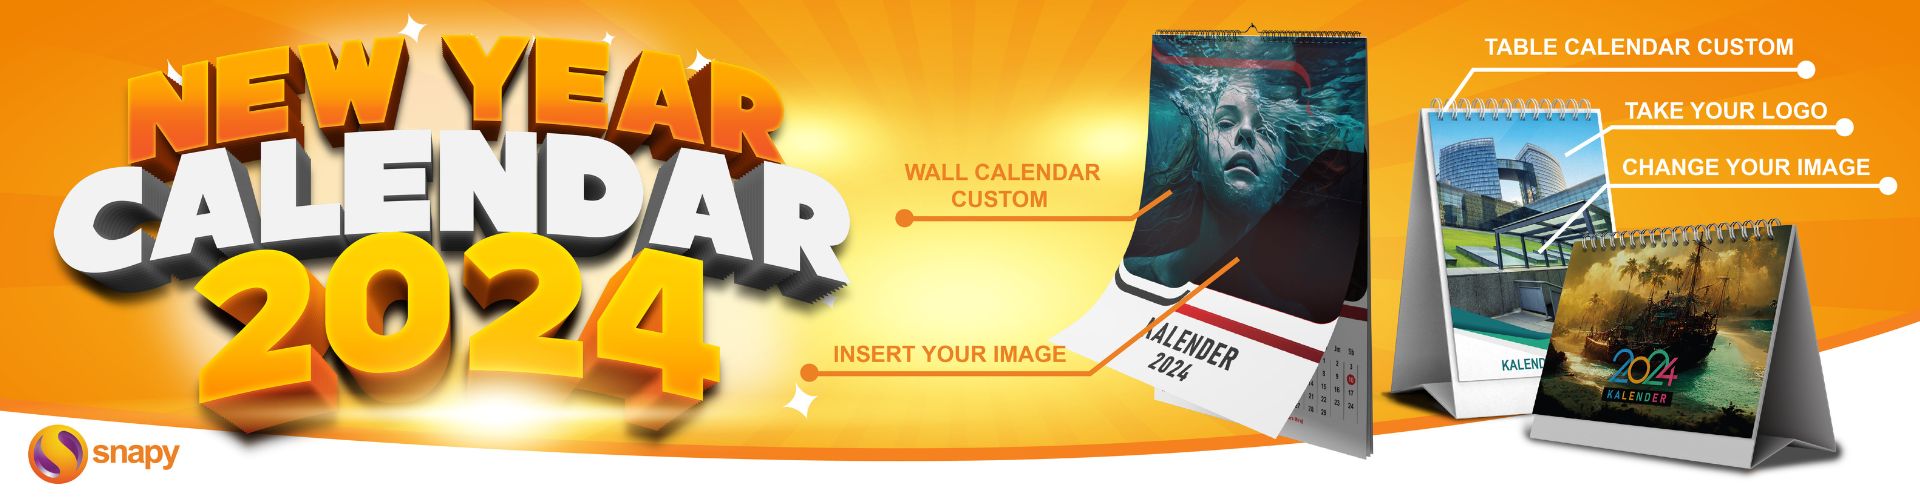 NEW YEAR
CALENDAR
2024
WALL CALENDAR
CUSTOM
INSERT YOUR IMAGE
KALENDER
2024
TABLE CALENDAR CUSTOM
TAKE YOUR LOGO
CHANGE YOUR IMAGE
KALEND
2024
KALENDER
snapy